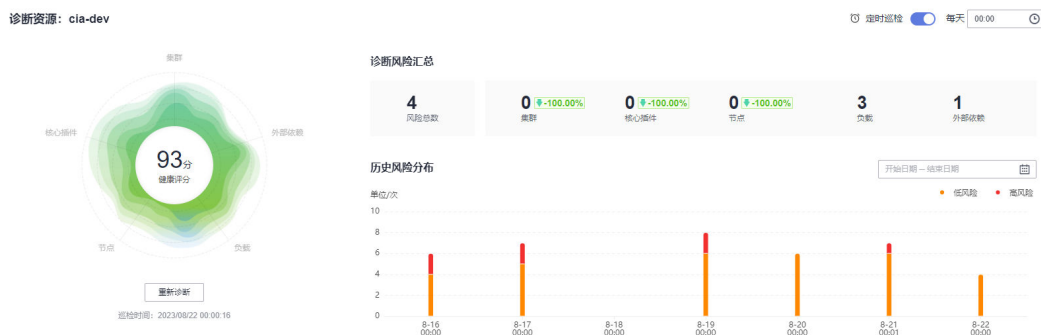 诊断资源：cia-dev
定时巡检 每天 00:00
集群
核心插件
外部依赖
93分
健康评分
节点
负载
重新诊断
巡检时间：2023/08/22 00:00:16
诊断风险汇总
4
风险总数
0 -100.00%
集群
0 -100.00%
核心插件
0 -100.00%
节点
3
负载
1
外部依赖
历史风险分布
开始日期 – 结束日期
单位/次
低风险 高风险
10
8
6
4
2
0
8-16 8-17 8-18 8-19 8-20 8-21 8-22
00:00 00:00 00:00 00:00 00:00 00:01 00:00